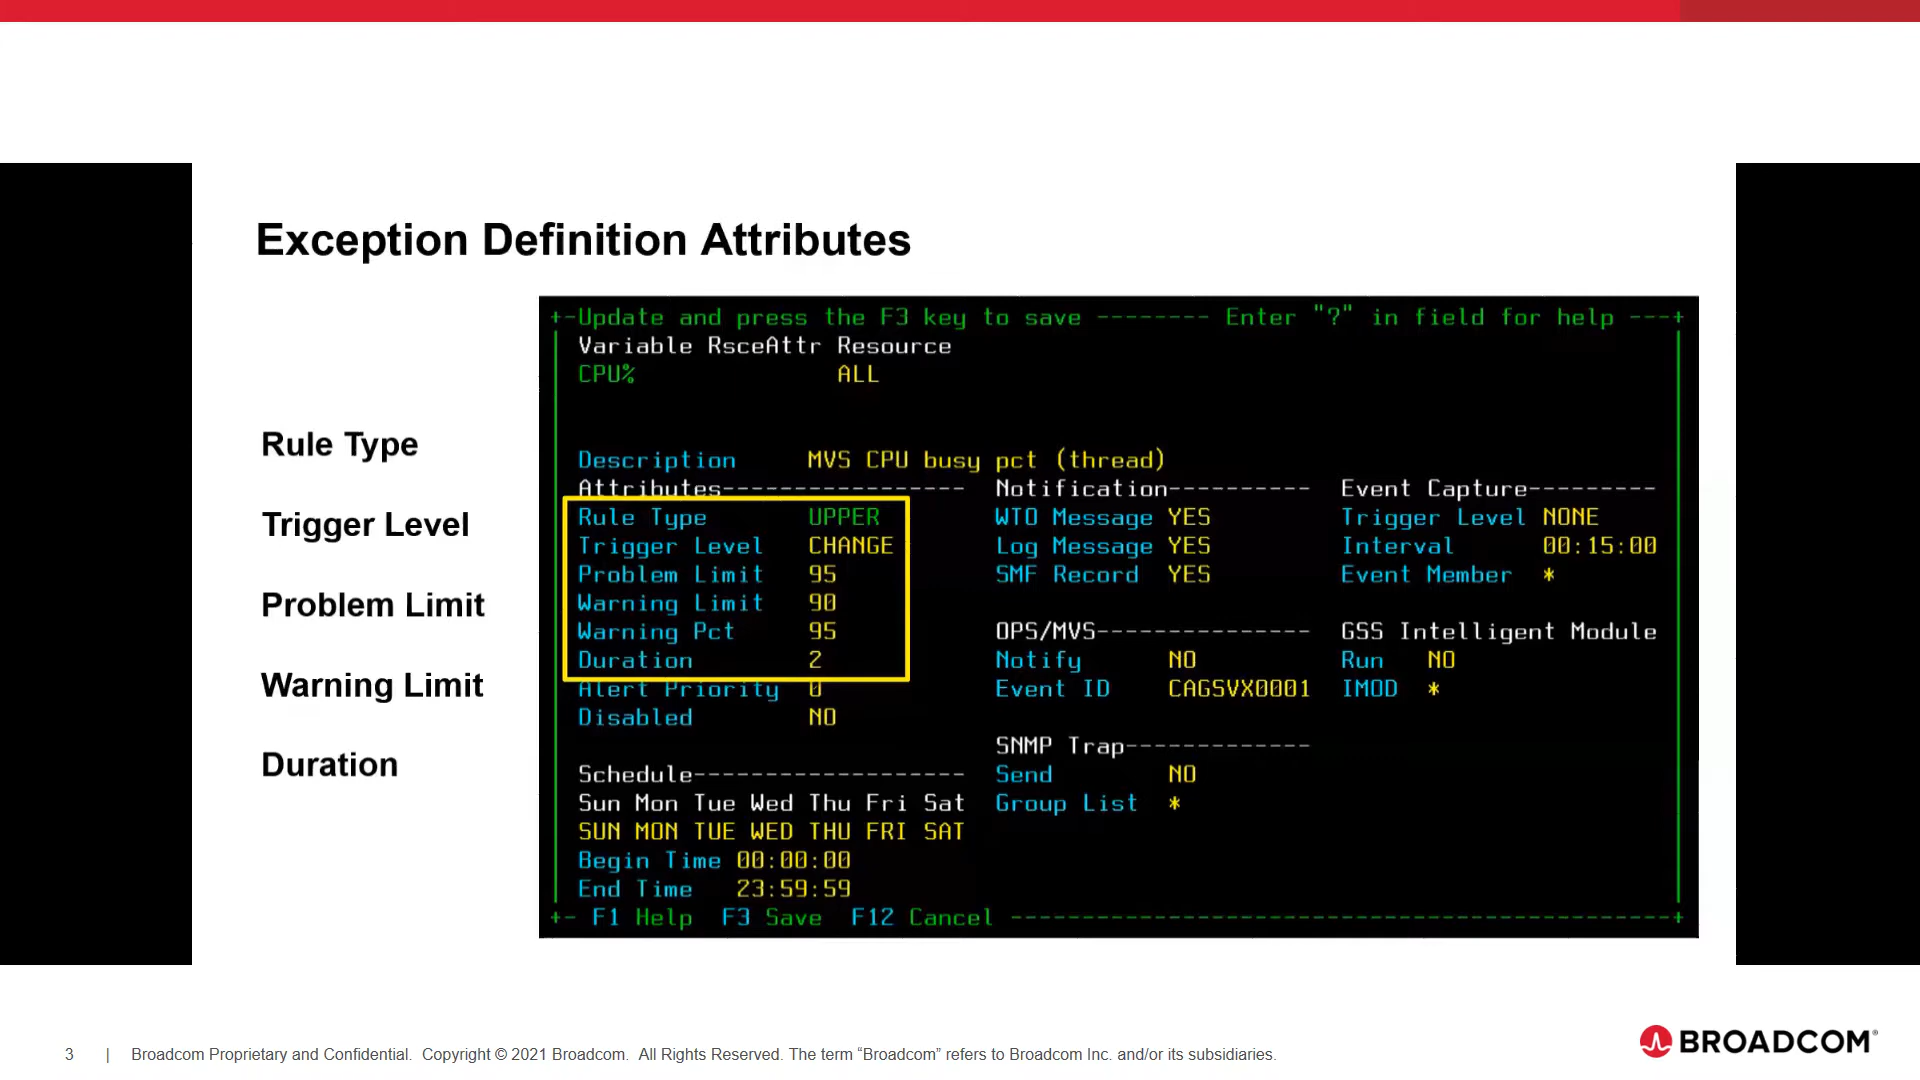 Exception Definition Attributes
Rule Type
Trigger Level
Problem Limit
Warning Limit
Duration
+-Update and press the F3 key to save -------- Enter "?" in field for help ---+
Variable RsceAttr Resource
CPU% ALL
Description MVS CPU busy pct (thread)
Attributes----------------- Notification---------- Event Capture---------
Rule Type UPPER WTO Message YES Trigger Level NONE
Trigger Level CHANGE Log Message YES Interval 00:15:00
Problem Limit 95 SMF Record YES Event Member *
Warning Limit 90
Warning Pct 95 OPS/MVS--------------- GSS Intelligent Module
Duration 2 Notify NO Run NO
Alert Priority 0 Event ID CAGSVX0001 IMOD *
Disabled NO
SNMP Trap-------------
Schedule------------------- Send NO
Sun Mon Tue Wed Thu Fri Sat Group List *
SUN MON TUE WED THU FRI SAT
Begin Time 00:00:00
End Time 23:59:59
+- F1 Help F3 Save F12 Cancel ----------------------------------------------+
3 | Broadcom Proprietary and Confidential. Copyright © 2021 Broadcom. All Rights Reserved. The term “Broadcom” refers to Broadcom Inc. and/or its subsidiaries.
BROADCOM®